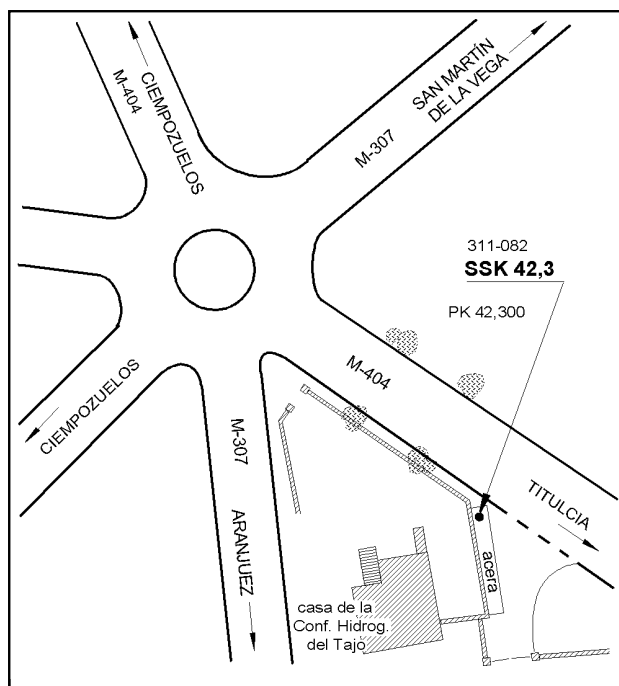 M-404
CIEMPOZUELOS
SAN MARTÍN
DE LA VEGA
M-307
311-082
SSK 42,3
PK 42,300
M-404
CIEMPOZUELOS
M-307
ARANJUEZ
TITULCIA
acera
casa de la
Conf. Hidrog.
del Tajo